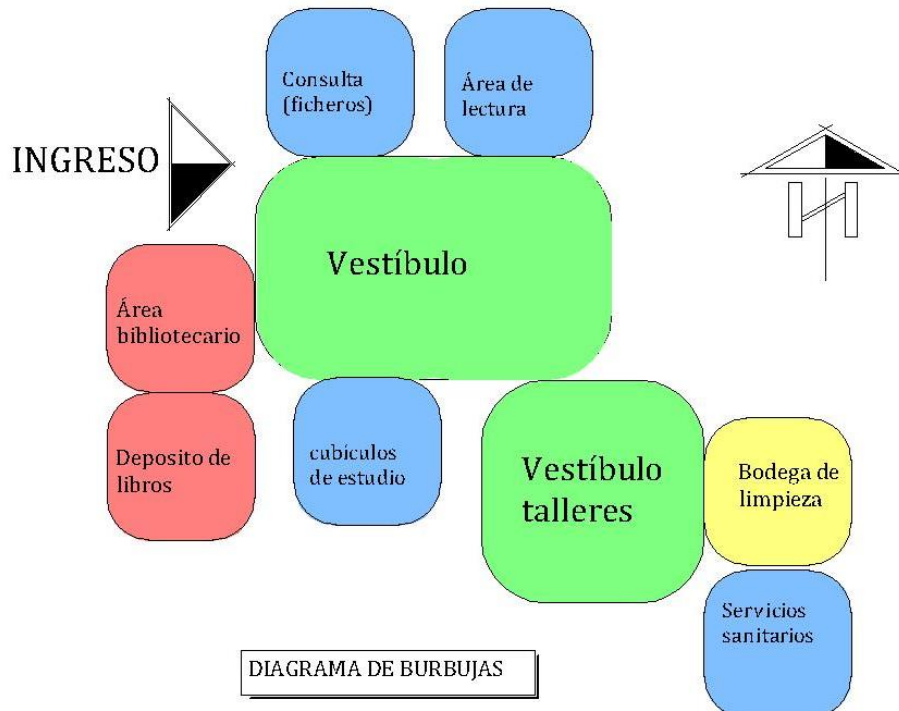 Consulta
(ficheros)
Área de
lectura
INGRESO
Vestíbulo
Área
bibliotecario
Deposito de
libros
cubículos
de estudio
Vestíbulo
talleres
Bodega de
limpieza
Servicios
sanitarios
DIAGRAMA DE BURBUJAS
N